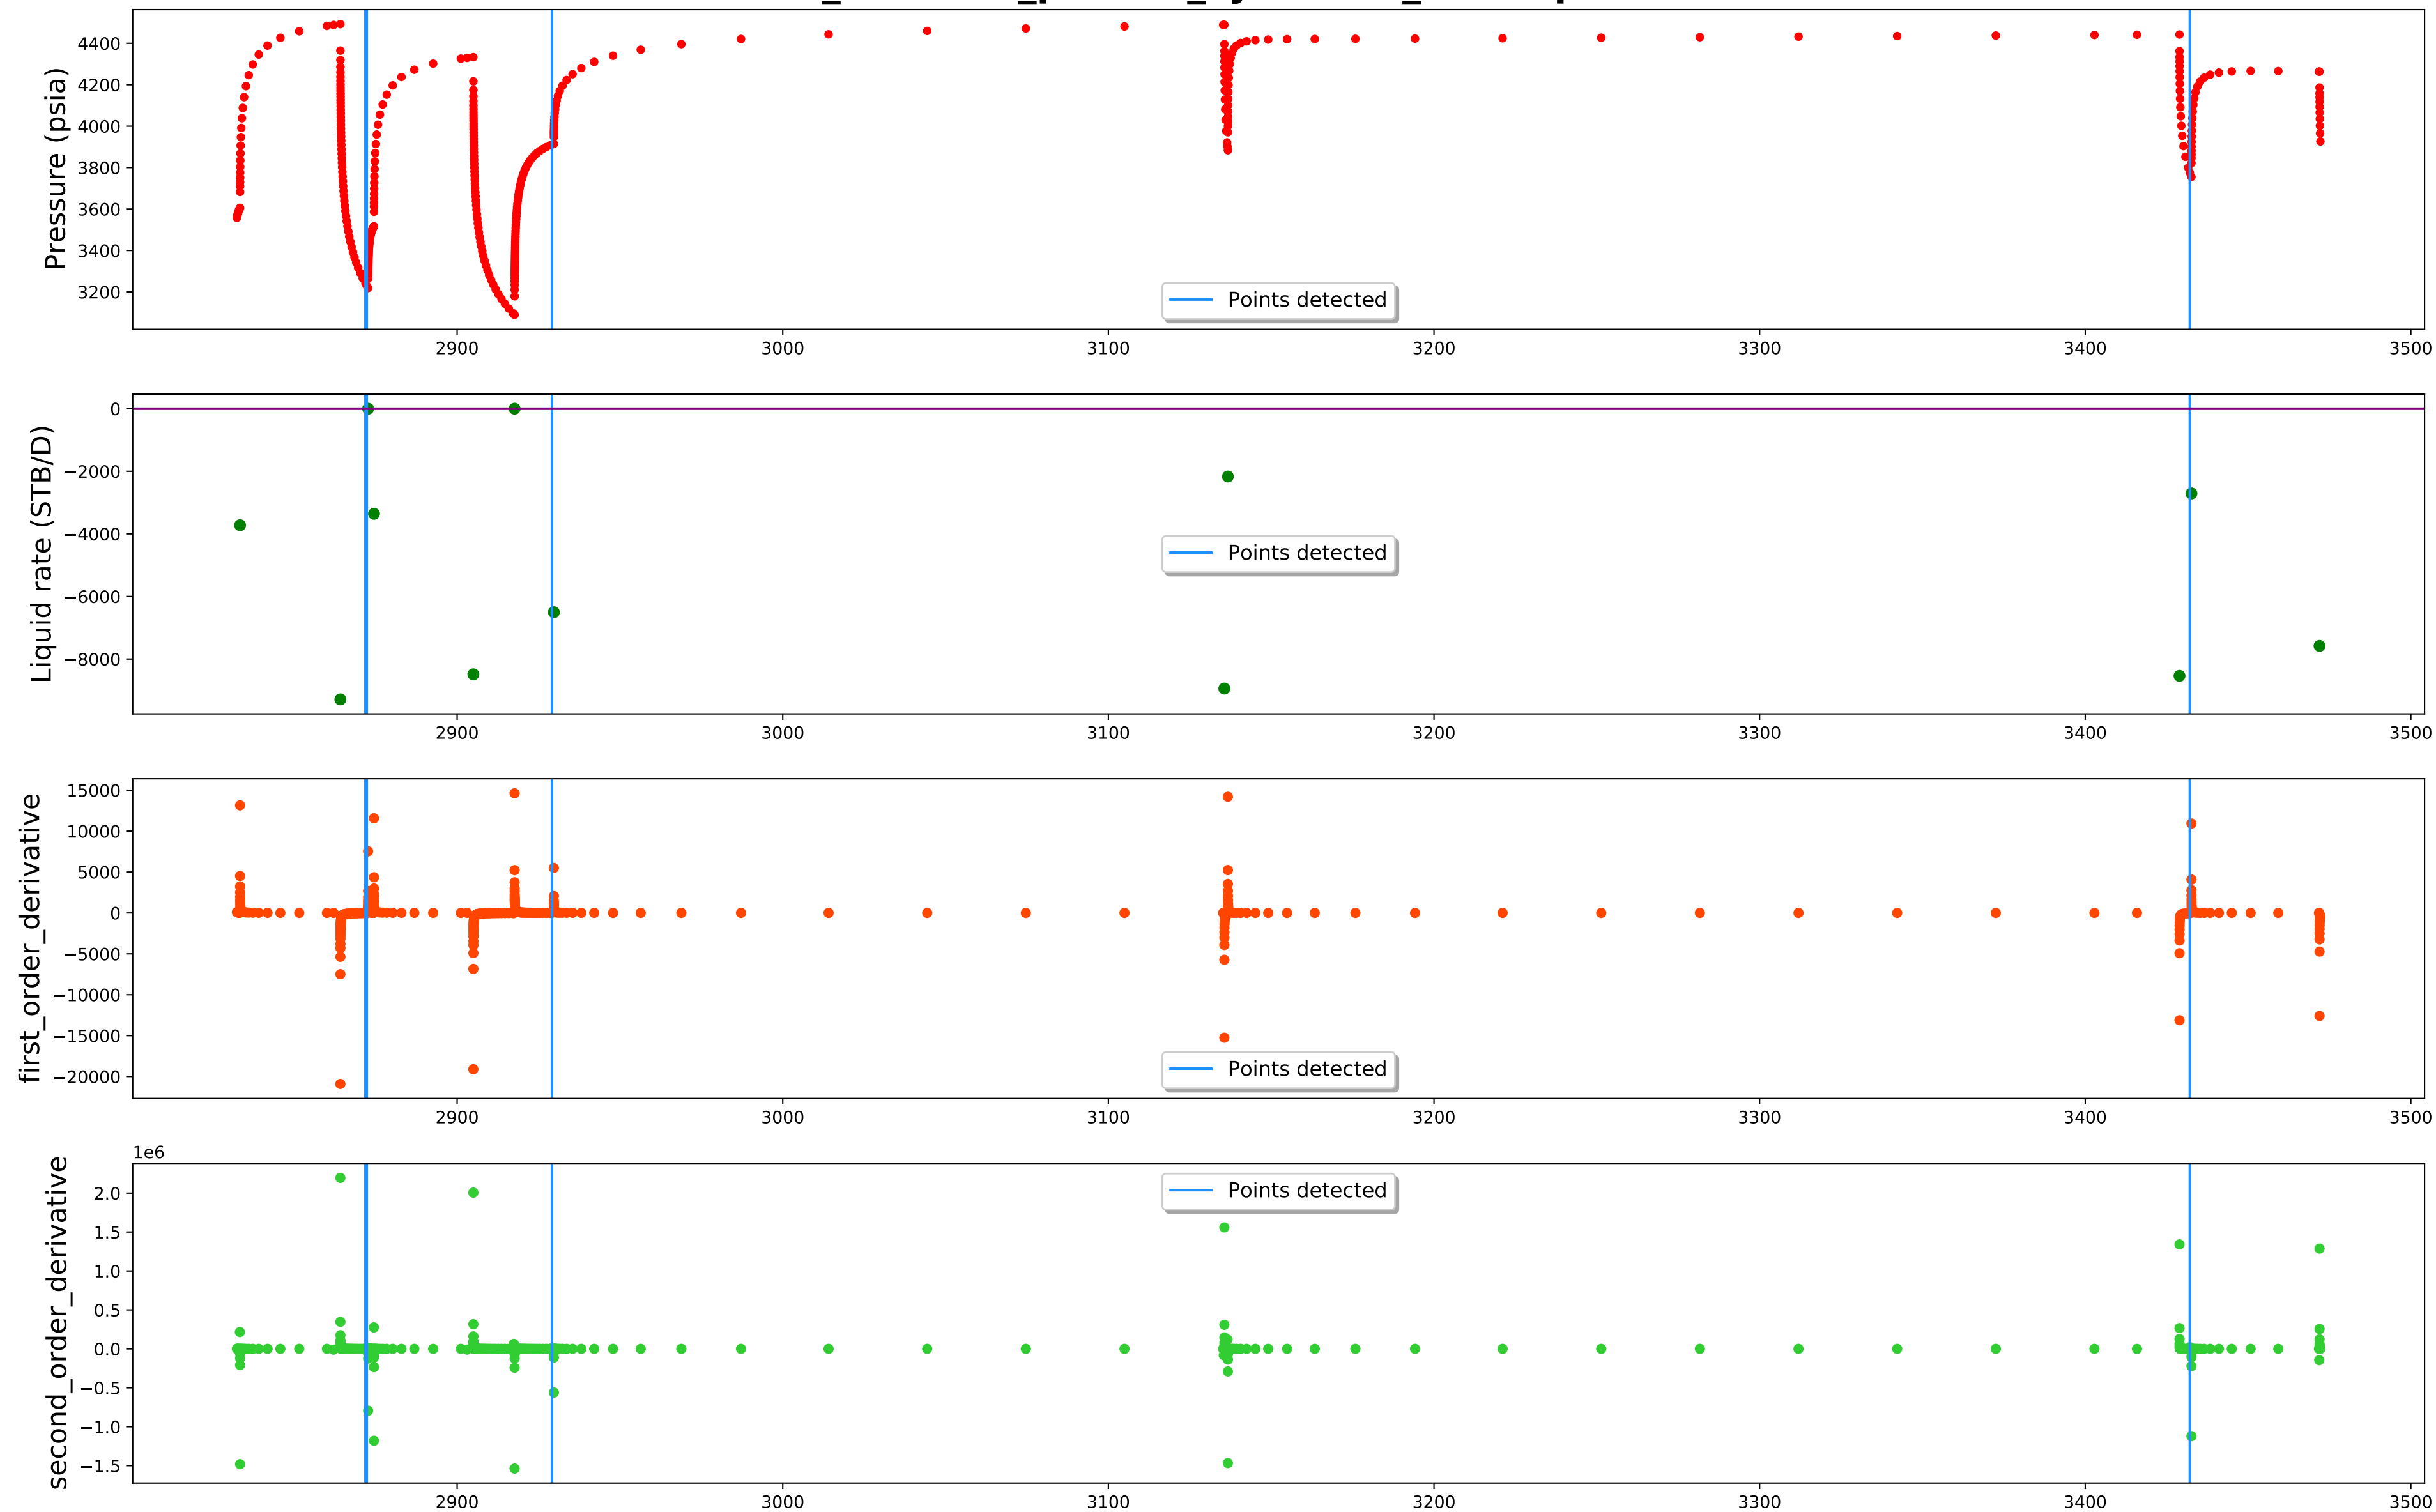 Pressure (psia)
4400
4200
4000
3800
3600
3400
3200
Points detected
2900 3000 3100 3200 3300 3400 3500
Liquid rate (STB/D)
0
−2000
−4000
−6000
−8000
Points detected
2900 3000 3100 3200 3300 3400 3500
first_order_derivative
15000
10000
5000
0
−5000
−10000
−15000
−20000
Points detected
2900 3000 3100 3200 3300 3400 3500
second_order_derivative
1e6
2.0
1.5
1.0
0.5
0.0
−0.5
−1.0
−1.5
Points detected
2900 3000 3100 3200 3300 3400 3500